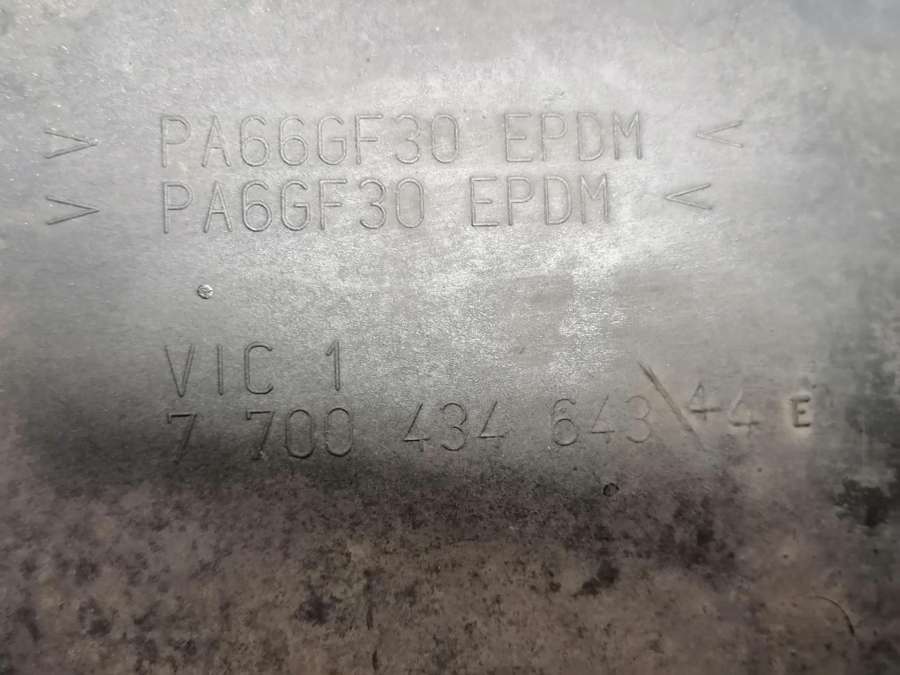 > PA66GF30 EPDM <
> PA6GF30 EPDM <
VIC 1
7 700 434 643\44 E